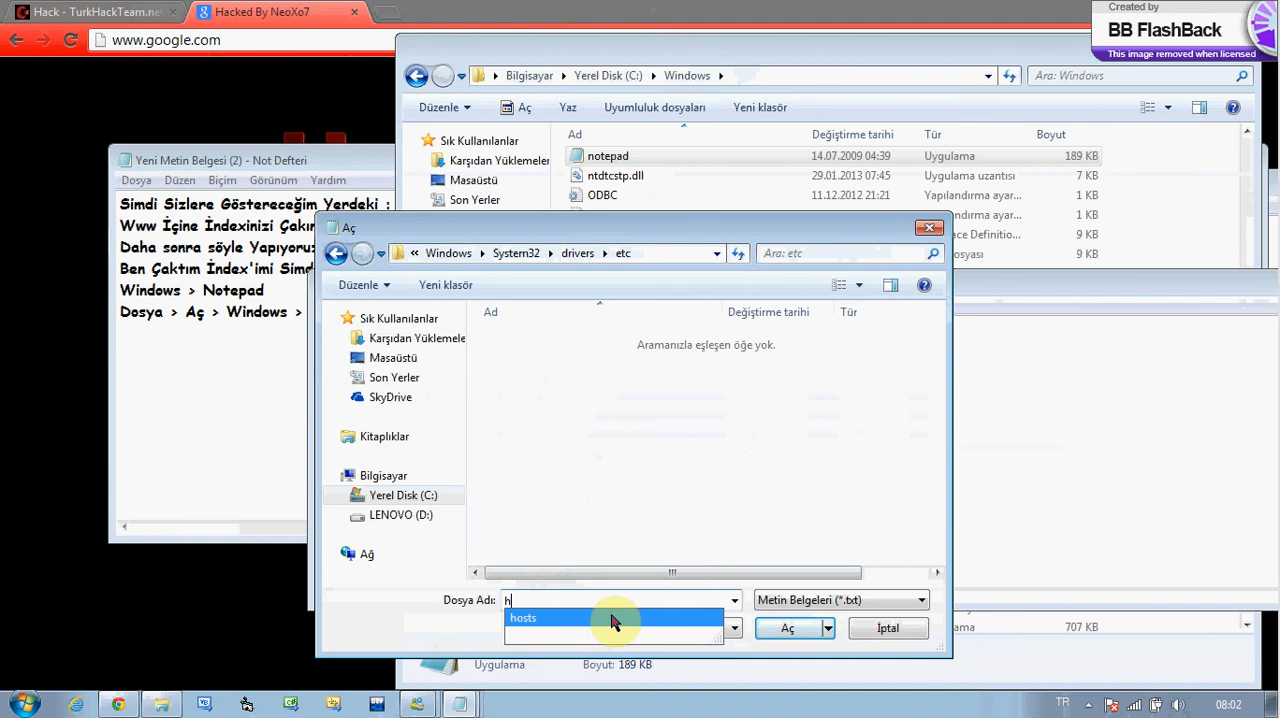 Hack - TurkHackTeam.ne
Hacked By NeoXo7
www.google.com
Created by
BB FlashBack
This image removed when licensed
Bilgisayar
Yerel Disk (C:)
Windows
Ara: Windows
Düzenle
Aç
Yaz
Uyumluluk dosyaları
Yeni klasör
Sık Kullanılanlar
Karşıdan Yüklemeler
Masaüstü
Son Yerler
Ad
Değiştirme tarihi
Tür
Boyut
notepad
14.07.2009 04:39
Uygulama
189 KB
ntdtcstp.dll
29.01.2013 07:45
Uygulama uzantısı
7 KB
ODBC
11.12.2012 21:21
Yapılandırma ayar...
1 KB
Yapılandırma ayar...
ace Definitio...
osyası
Yeni Metin Belgesi (2) - Not Defteri
Dosya
Düzen
Biçim
Görünüm
Yardım
Simdi Sizlere Göstereceğim Yerdeki :
Www İçine İndexinizi Çakın
Daha sonra söyle Yapıyoruz
Ben Çaktım İndex'imi Simd
Windows > Notepad
Dosya > Aç > Windows >
Aç
Windows
System32
drivers
etc
Ara: etc
Düzenle
Yeni klasör
Sık Kullanılanlar
Karşıdan Yükleme
Masaüstü
Son Yerler
SkyDrive
Kitaplıklar
Bilgisayar
Yerel Disk (C:)
LENOVO (D:)
Ağ
Ad
Değiştirme tarihi
Tür
Aramanızla eşleşen öğe yok.
Dosya Adı:
h
Metin Belgeleri (*.txt)
hosts
Aç
İptal
707 KB
Uygulama
Boyut: 189 KB
TR
08:02